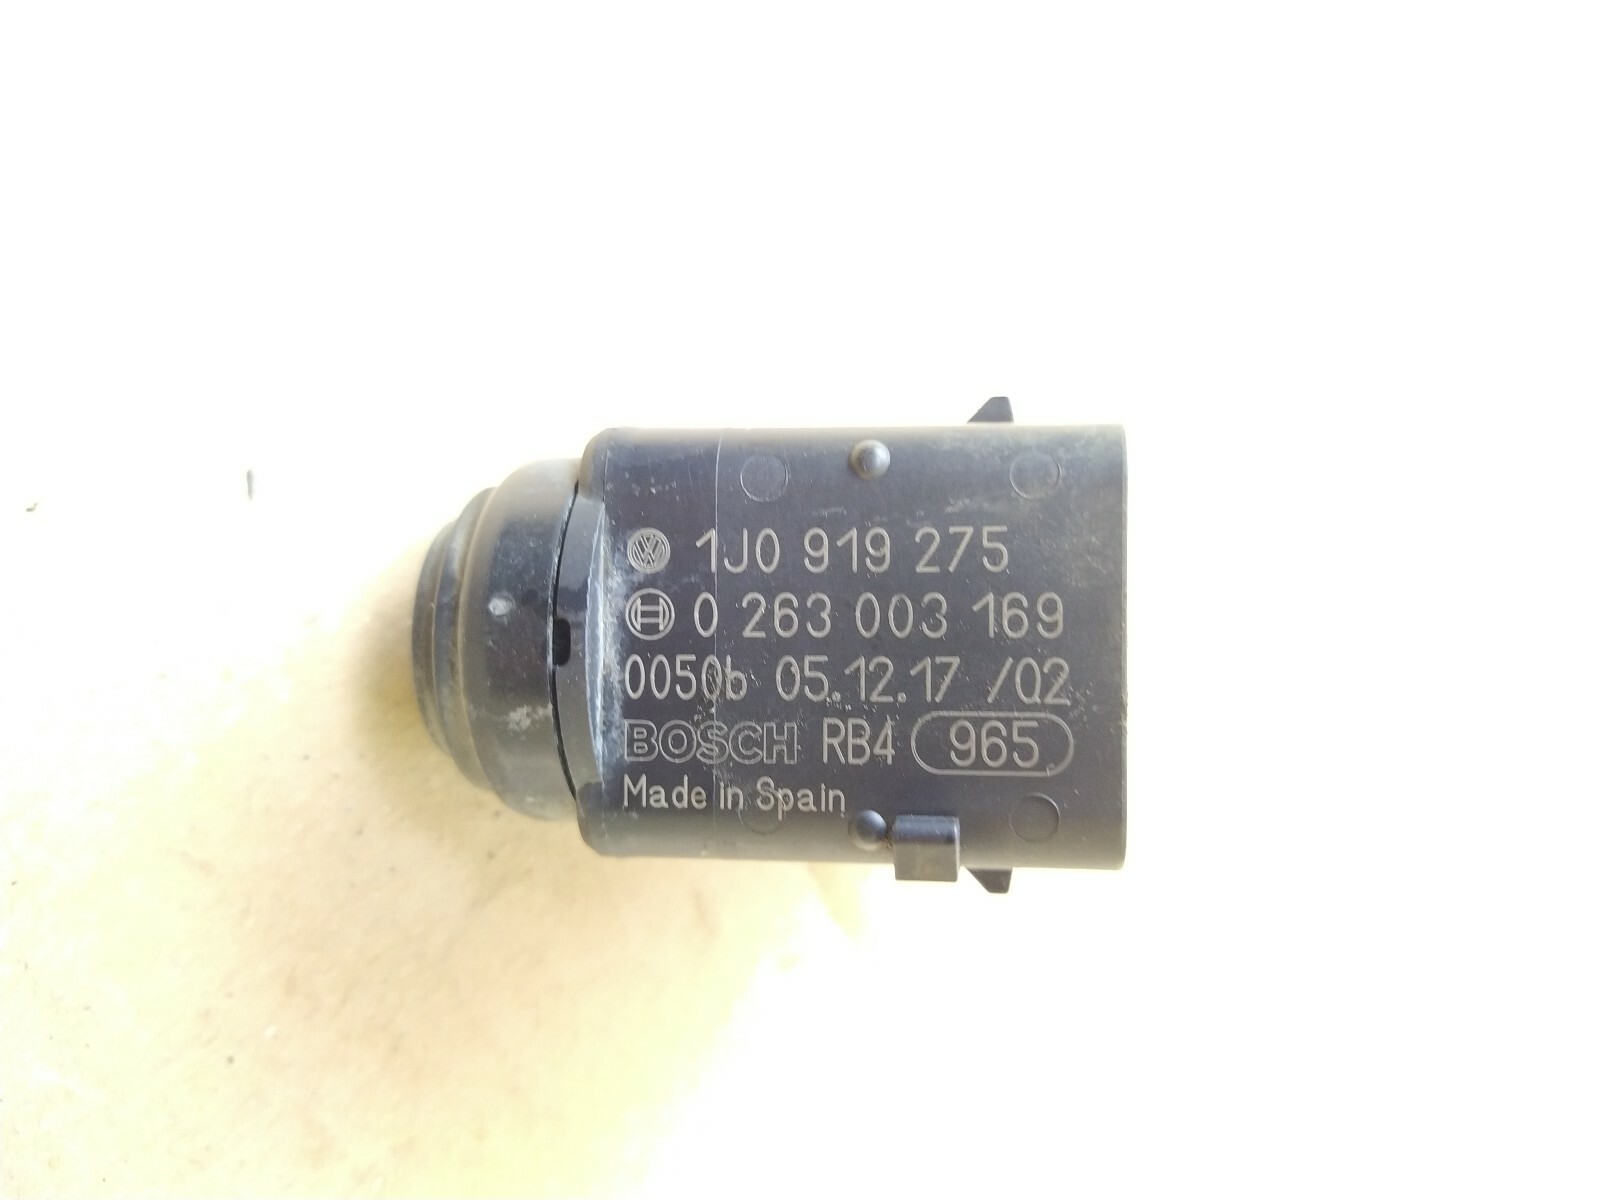 1J0 919 275
0 263 003 169
0050b 05.12.17 /02
BOSCH RB4 965
Made in Spain